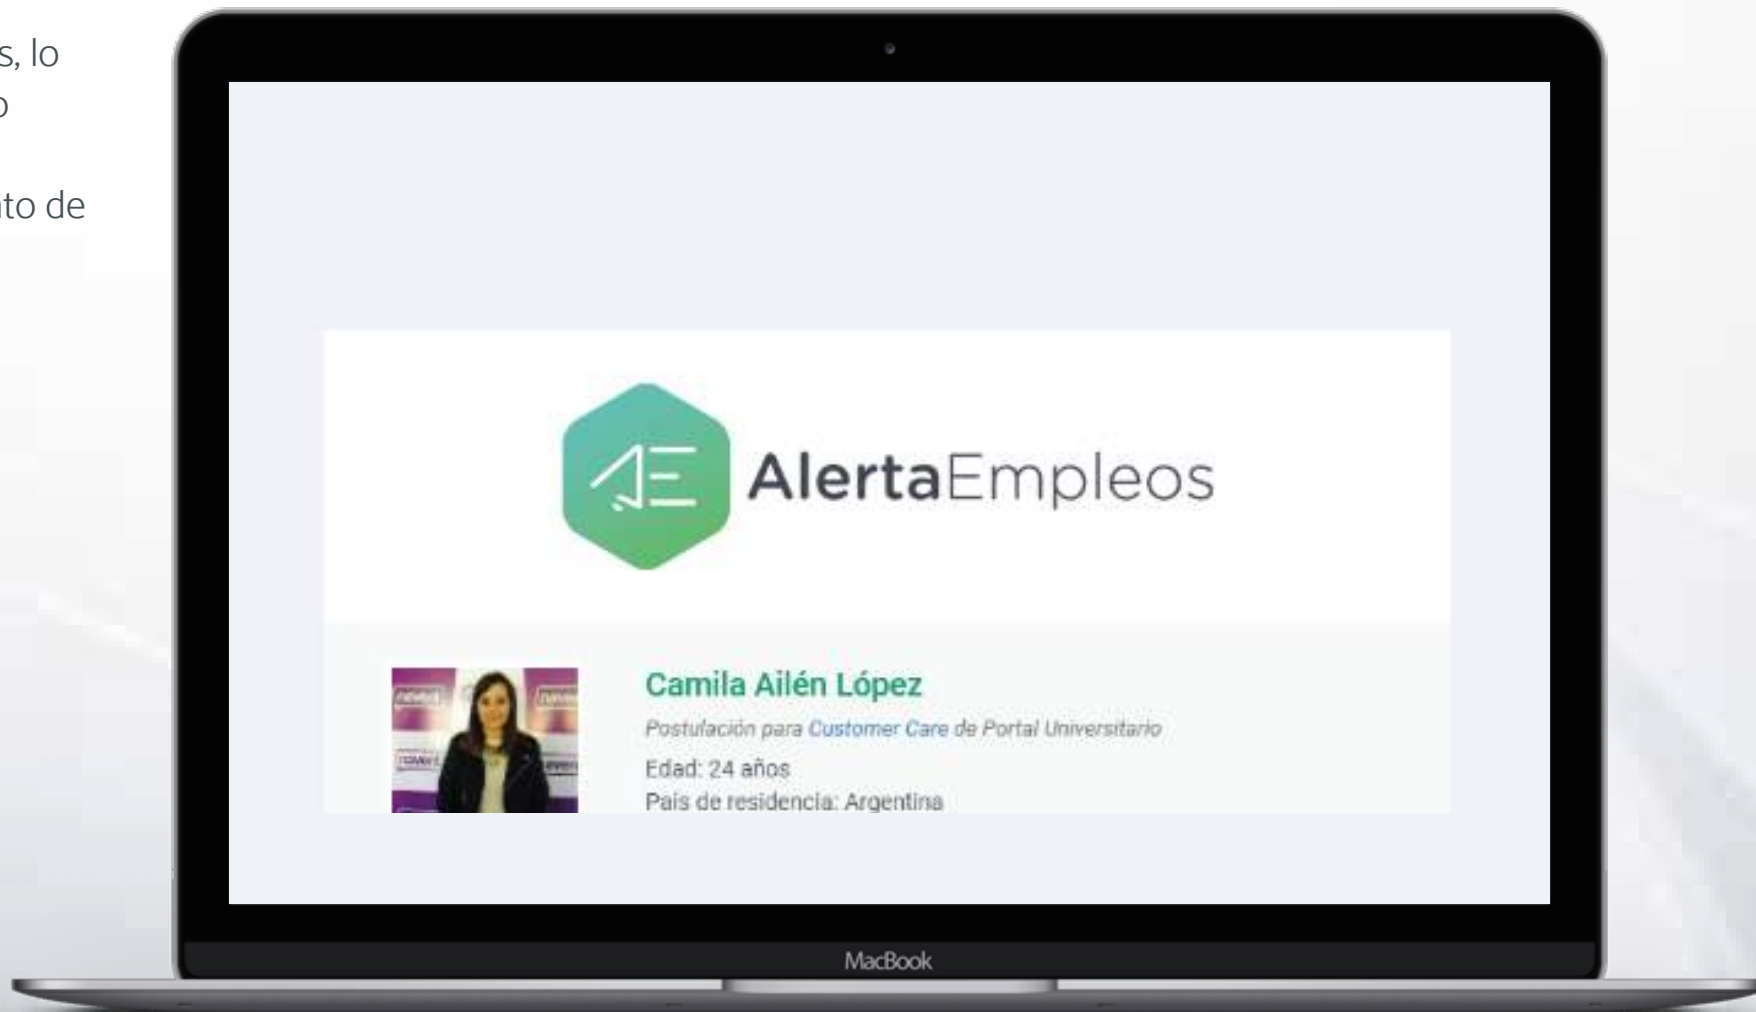 s, lo
o
to de
AlertaEmpleos
Camila Ailén López
Postulación para Customer Care de Portal Universitario
Edad: 24 años
País de residencia: Argentina
navent
MacBook